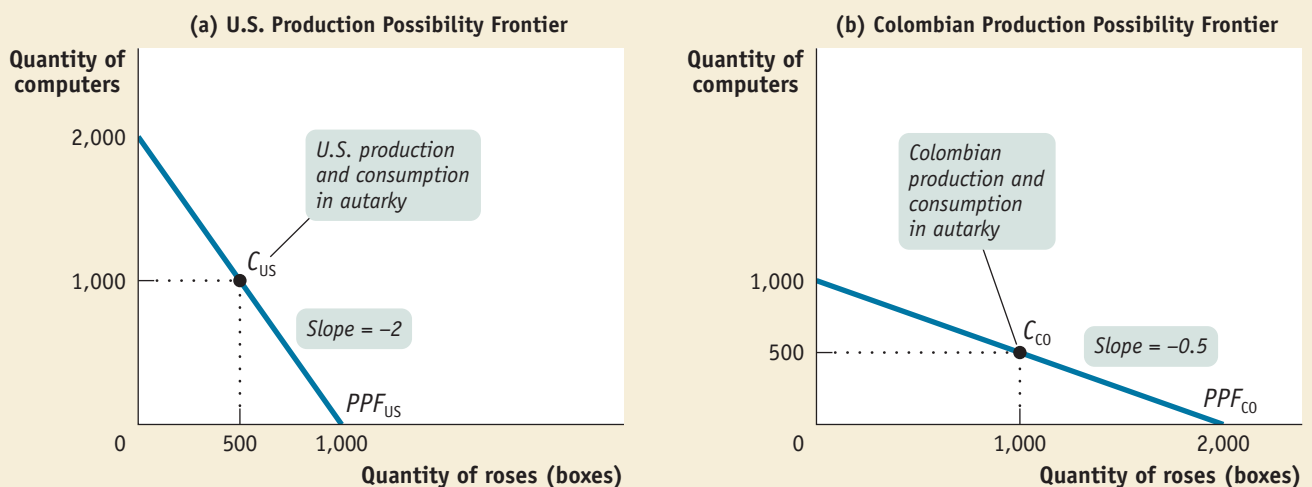 (a) U.S. Production Possibility Frontier
Quantity of
computers
2,000
U.S. production
and consumption
in autarky
C_US
1,000
Slope = –2
PPF_US
0
500
1,000
Quantity of roses (boxes)
(b) Colombian Production Possibility Frontier
Quantity of
computers
Colombian
production and
consumption
in autarky
1,000
C_CO
500
Slope = –0.5
PPF_CO
0
1,000
2,000
Quantity of roses (boxes)